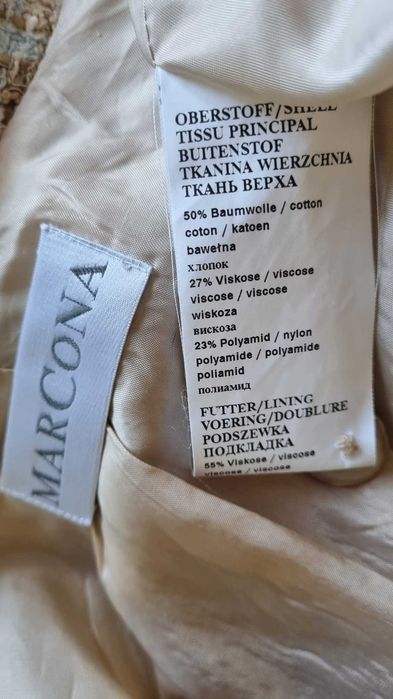 OBERSTOFF/SHELL
TISSU PRINCIPAL
BUITENSTOF
TKANINA WIERZCHNIA
ТКАНЬ ВЕРХА
50% Baumwolle / cotton
coton / katoen
bawełna
хлопок
27% Viskose / viscose
viscose / viscose
wiskoza
вискоза
23% Polyamid / nylon
polyamide / polyamide
poliamid
полиамид
FUTTER/LINING
VOERING/DOUBLURE
PODSZEWKA
ПОДКЛАДКА
55% Viskose / viscose
viscose / viscose
MARCONA